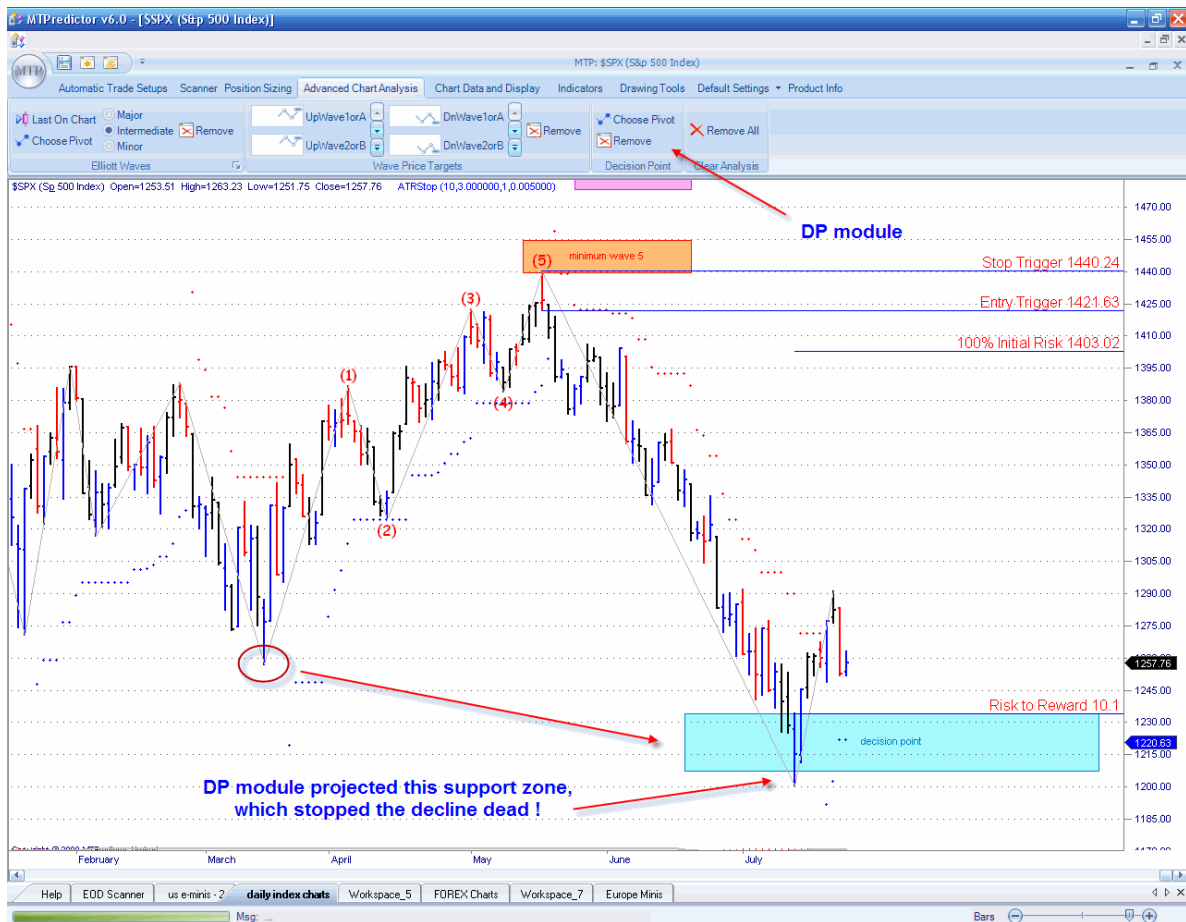 MTPredictor v6.0 - [$SPX (S&p 500 Index)]
MTP
MTP: $SPX (S&p 500 Index)
Automatic Trade Setups Scanner Position Sizing Advanced Chart Analysis Chart Data and Display Indicators Drawing Tools Default Settings Product Info
Last On Chart
Choose Pivot
Major
Intermediate
Minor
Remove
Elliott Waves
UpWave1orA
UpWave2orB
DnWave1orA
DnWave2orB
Remove
Wave Price Targets
Choose Pivot
Remove
Decision Point
Remove All
Clear Analysis
$SPX (Sp 500 Index) Open=1253.51 High=1263.23 Low=1251.75 Close=1257.76 ATRStop (10,3.000000,1,0.005000)
DP module
minimum wave 5
(5)
Stop Trigger 1440.24
Entry Trigger 1421.63
100% Initial Risk 1403.02
(3)
(1)
(4)
(2)
Risk to Reward 10.1
decision point
DP module projected this support zone,
which stopped the decline dead !
1470.00
1455.00
1440.00
1425.00
1410.00
1395.00
1380.00
1365.00
1350.00
1335.00
1320.00
1305.00
1290.00
1275.00
1257.76
1245.00
1230.00
1220.63
1215.00
1200.00
1185.00
February March April May June July
Help EOD Scanner us e-minis - 2 daily index charts Workspace_5 FOREX Charts Workspace_7 Europe Minis
Msg: ...
Bars